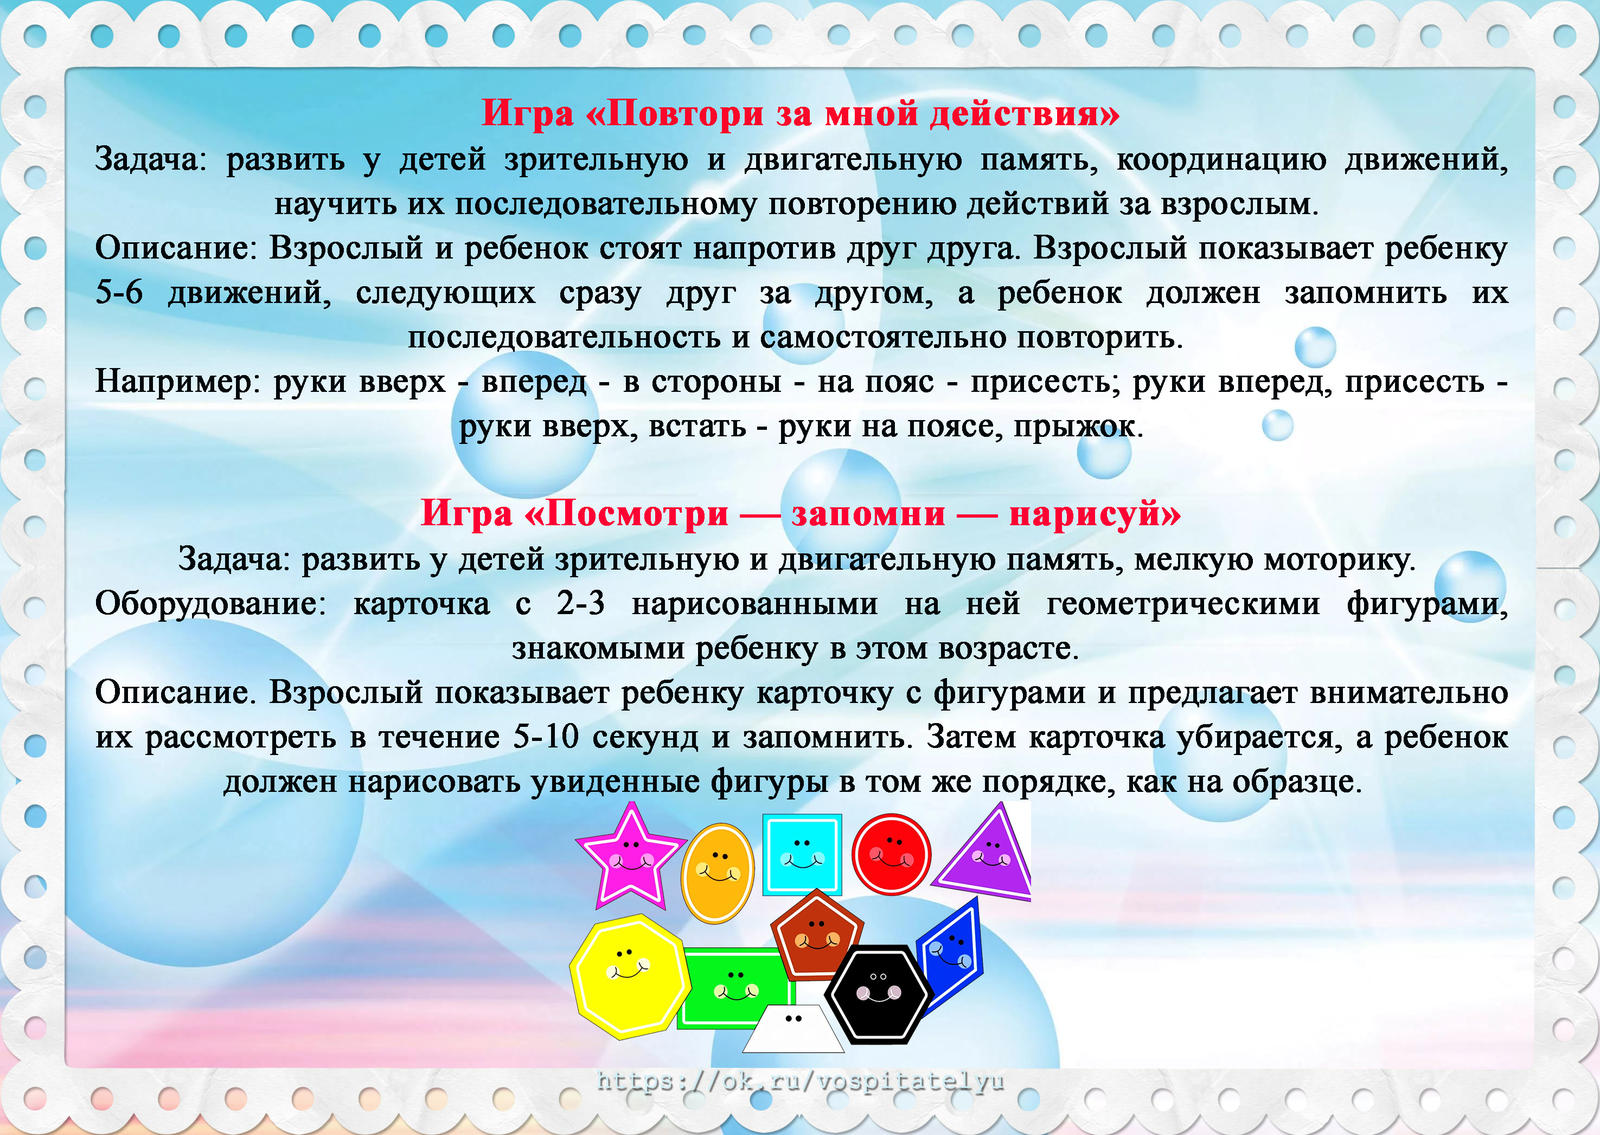 Игра «Повтори за мной действия»
Задача: развить у детей зрительную и двигательную память, координацию движений,
научить их последовательному повторению действий за взрослым.
Описание: Взрослый и ребенок стоят напротив друг друга. Взрослый показывает ребенку
5-6 движений, следующих сразу друг за другом, а ребенок должен запомнить их
последовательность и самостоятельно повторить.
Например: руки вверх - вперед - в стороны - на пояс - присесть; руки вперед, присесть -
руки вверх, встать - руки на поясе, прыжок.
Игра «Посмотри — запомни — нарисуй»
Задача: развить у детей зрительную и двигательную память, мелкую моторику.
Оборудование: карточка с 2-3 нарисованными на ней геометрическими фигурами,
знакомыми ребенку в этом возрасте.
Описание. Взрослый показывает ребенку карточку с фигурами и предлагает внимательно
их рассмотреть в течение 5-10 секунд и запомнить. Затем карточка убирается, а ребенок
должен нарисовать увиденные фигуры в том же порядке, как на образце.
https://ok.ru/vospitatelyu